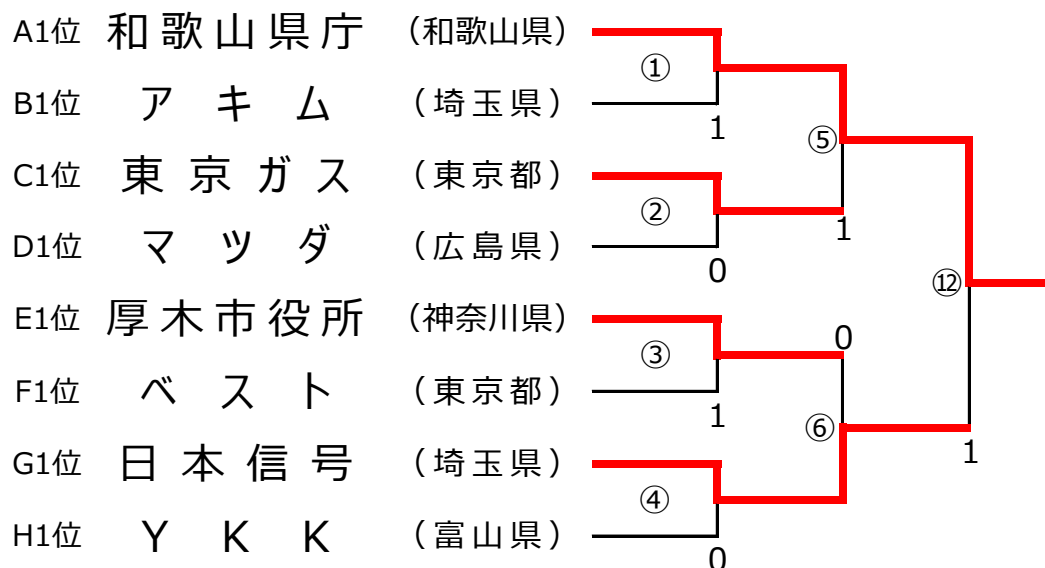 A1位 和歌山県庁 （和歌山県）
①
B1位 アキム （埼玉県）
1
⑤
C1位 東京ガス （東京都）
②
1
D1位 マツダ （広島県）
0
⑫
E1位 厚木市役所 （神奈川県）
0
③
F1位 ベスト （東京都）
1
⑥
1
G1位 日本信号 （埼玉県）
④
H1位 YKK （富山県）
0